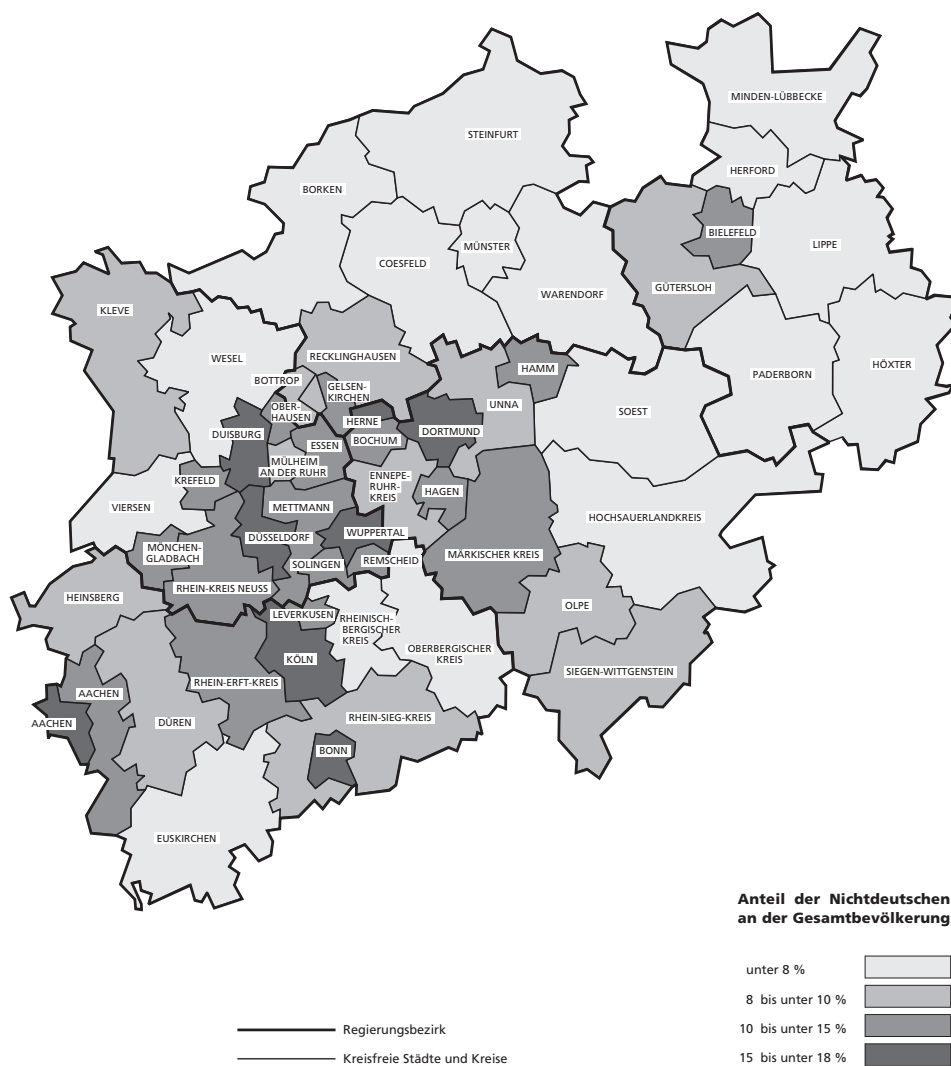 MINDEN-LÜBBECKE
STEINFURT
HERFORD
BORKEN
BIELEFELD
LIPPE
MÜNSTER
COESFELD
GÜTERSLOH
WARENDORF
KLEVE
WESEL
RECKLINGHAUSEN
HÖXTER
HAMM
PADERBORN
BOTTROP
GELSEN-
KIRCHEN
UNNA
SOEST
OBER-
HAUSEN
HERNE
DUISBURG
DORTMUND
BOCHUM
ESSEN
MÜLHEIM
AN DER RUHR
KREFELD
ENNEPE-
RUHR-
KREIS
HAGEN
VIERSEN
METTMANN
HOCHSAUERLANDKREIS
WUPPERTAL
DÜSSELDORF
MÖNCHEN-
GLADBACH
MÄRKISCHER KREIS
REMSCHEID
SOLINGEN
RHEIN-KREIS NEUSS
HEINSBERG
OLPE
LEVERKUSEN
RHEINISCH-
BERGISCHER
KREIS
OBERBERGISCHER
KREIS
KÖLN
SIEGEN-WITTGENSTEIN
RHEIN-ERFT-KREIS
AACHEN
AACHEN
DÜREN
RHEIN-SIEG-KREIS
BONN
EUSKIRCHEN
Anteil der Nichtdeutschen
an der Gesamtbevölkerung
unter 8 %
8 bis unter 10 %
10 bis unter 15 %
15 bis unter 18 %
Regierungsbezirk
Kreisfreie Städte und Kreise